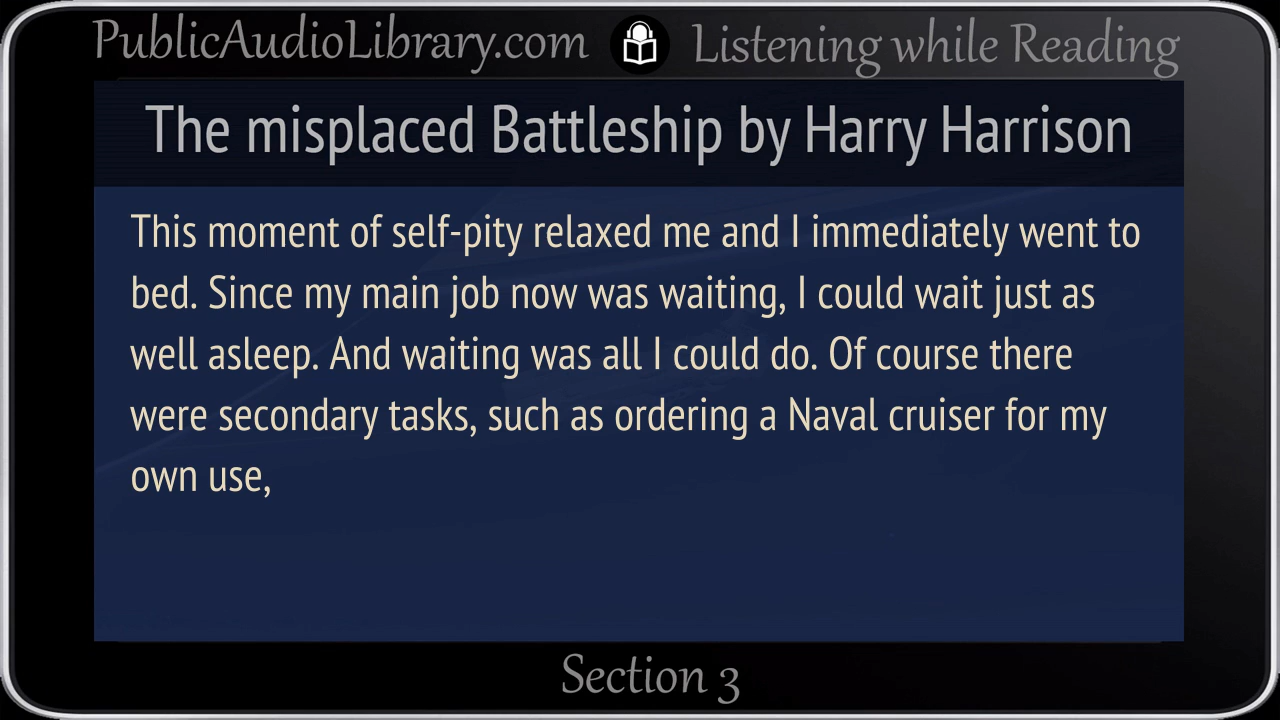 PublicAudioLibrary.com Listening while Reading
The misplaced Battleship by Harry Harrison
This moment of self-pity relaxed me and I immediately went to
bed. Since my main job now was waiting, I could wait just as
well asleep. And waiting was all I could do. Of course there
were secondary tasks, such as ordering a Naval cruiser for my
own use,
Section 3